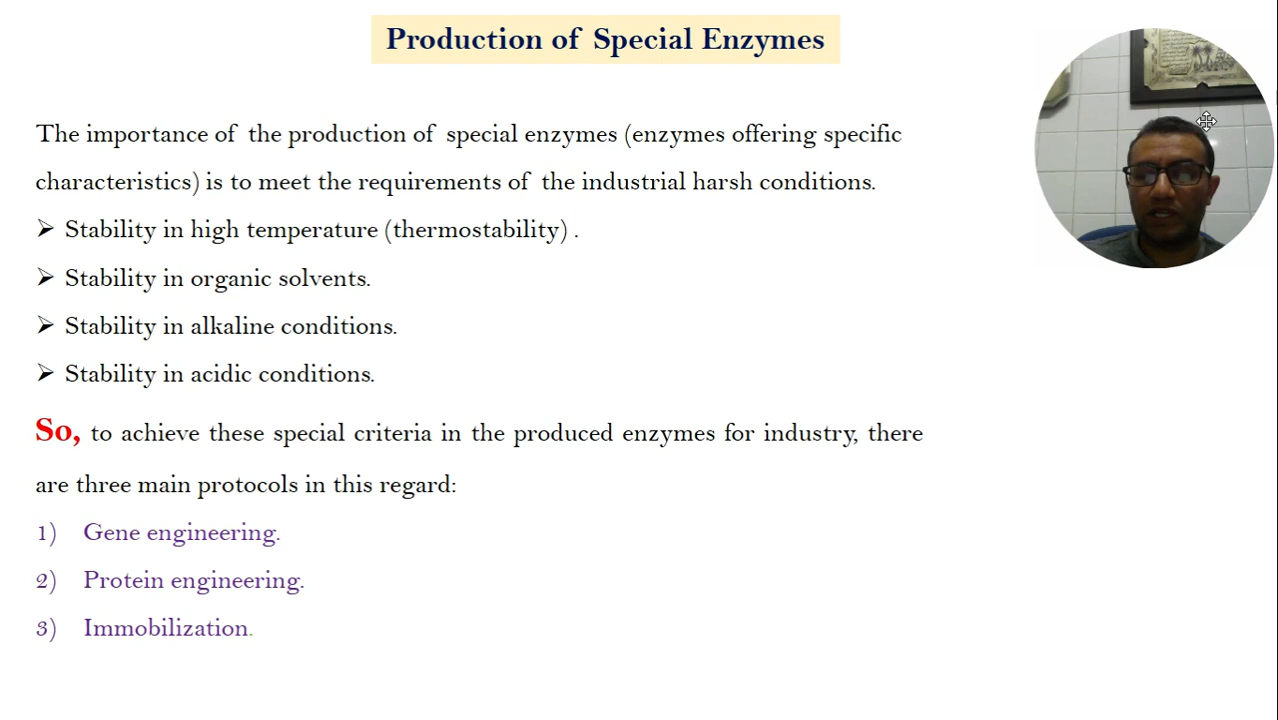 Production of Special Enzymes
The importance of the production of special enzymes (enzymes offering specific
characteristics) is to meet the requirements of the industrial harsh conditions.
➢ Stability in high temperature (thermostability) .
➢ Stability in organic solvents.
➢ Stability in alkaline conditions.
➢ Stability in acidic conditions.
So, to achieve these special criteria in the produced enzymes for industry, there
are three main protocols in this regard:
1) Gene engineering.
2) Protein engineering.
3) Immobilization.